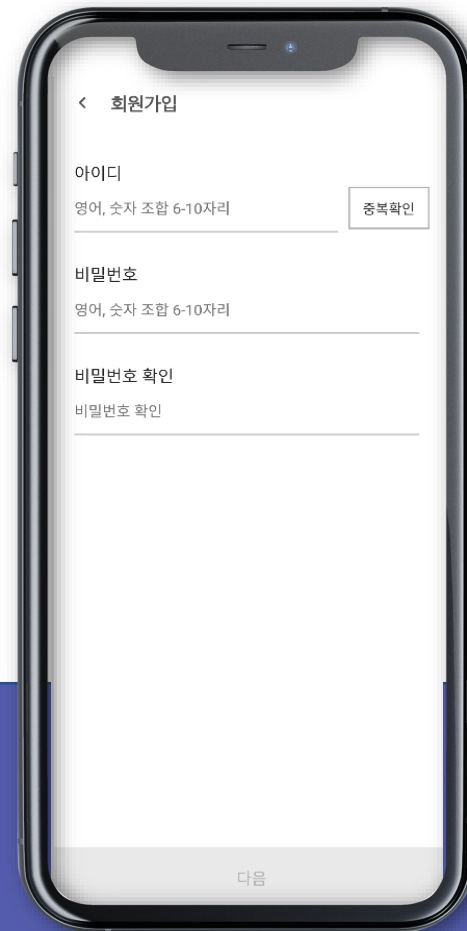 회원가입
아이디
영어, 숫자 조합 6-10자리
중복확인
비밀번호
영어, 숫자 조합 6-10자리
비밀번호 확인
비밀번호 확인
다음